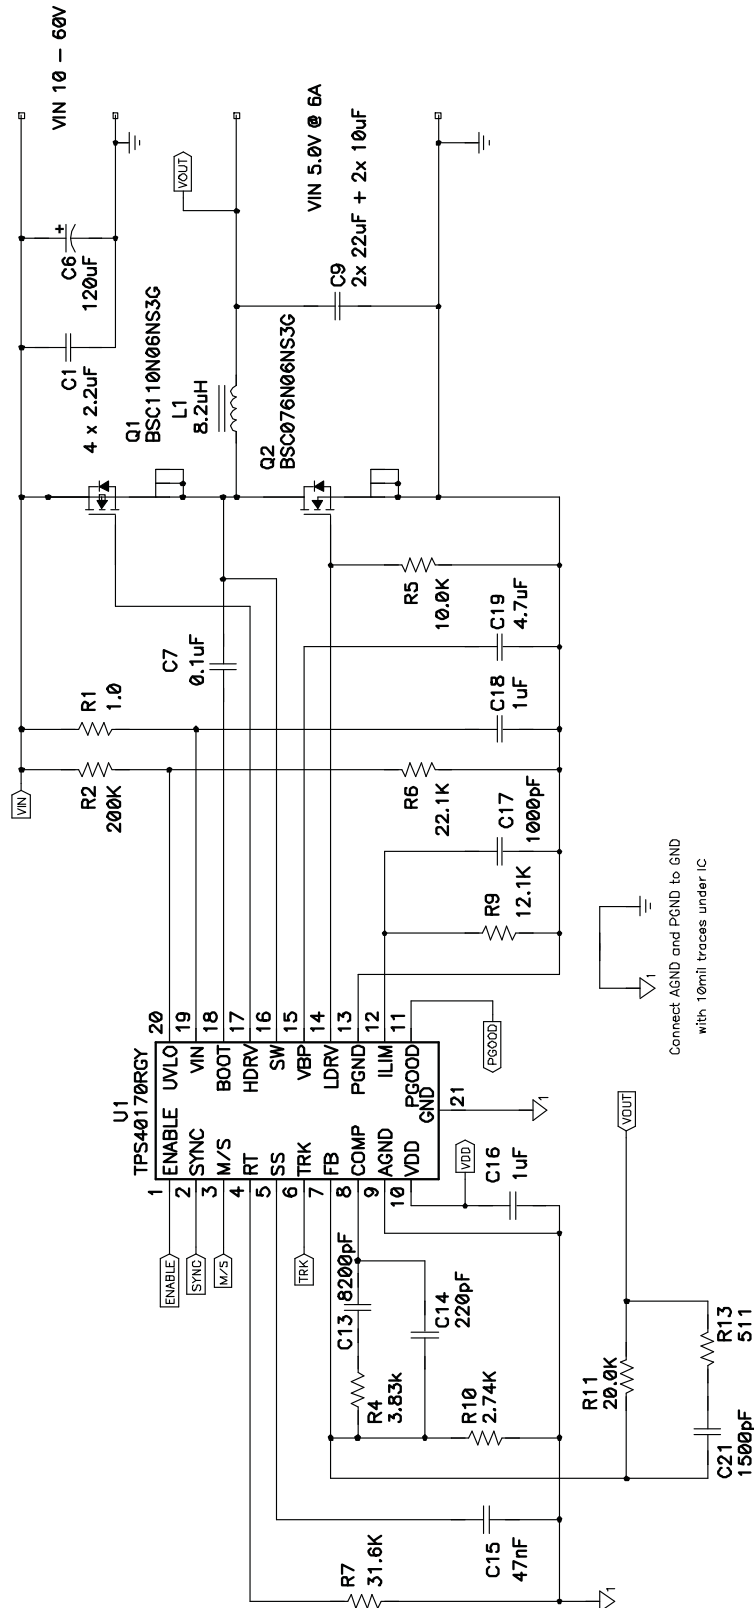 VIN 10 – 60V
C6
120uF
+
C1
4 x 2.2uF
Q1
BSC110N06NS3G
L1
8.2uH
VOUT
VIN 5.0V @ 6A
C9
2x 22uF + 2x 10uF
Q2
BSC076N06NS3G
C7
0.1uF
R1
1.0
R2
200K
VIN
R5
10.0K
C19
4.7uF
C18
1uF
R6
22.1K
C17
1000pF
R9
12.1K
U1
TPS40170RGY
1 ENABLE UVLO 20
2 SYNC VIN 19
3 M/S BOOT 18
4 RT HDRV 17
5 SS SW 16
6 TRK VBP 15
7 FB LDRV 14
8 COMP PGND 13
9 AGND ILIM 12
10 VDD PGOOD 11
GND 21
ENABLE
SYNC
M/S
TRK
PGOOD
VDD
C16
1uF
1
1
Connect AGND and PGND to GND
with 10mil traces under IC
C13
8200pF
C14
220pF
R4
3.83k
R10
2.74K
VOUT
R11
20.0K
R13
511
C21
1500pF
C15
47nF
R7
31.6K
1